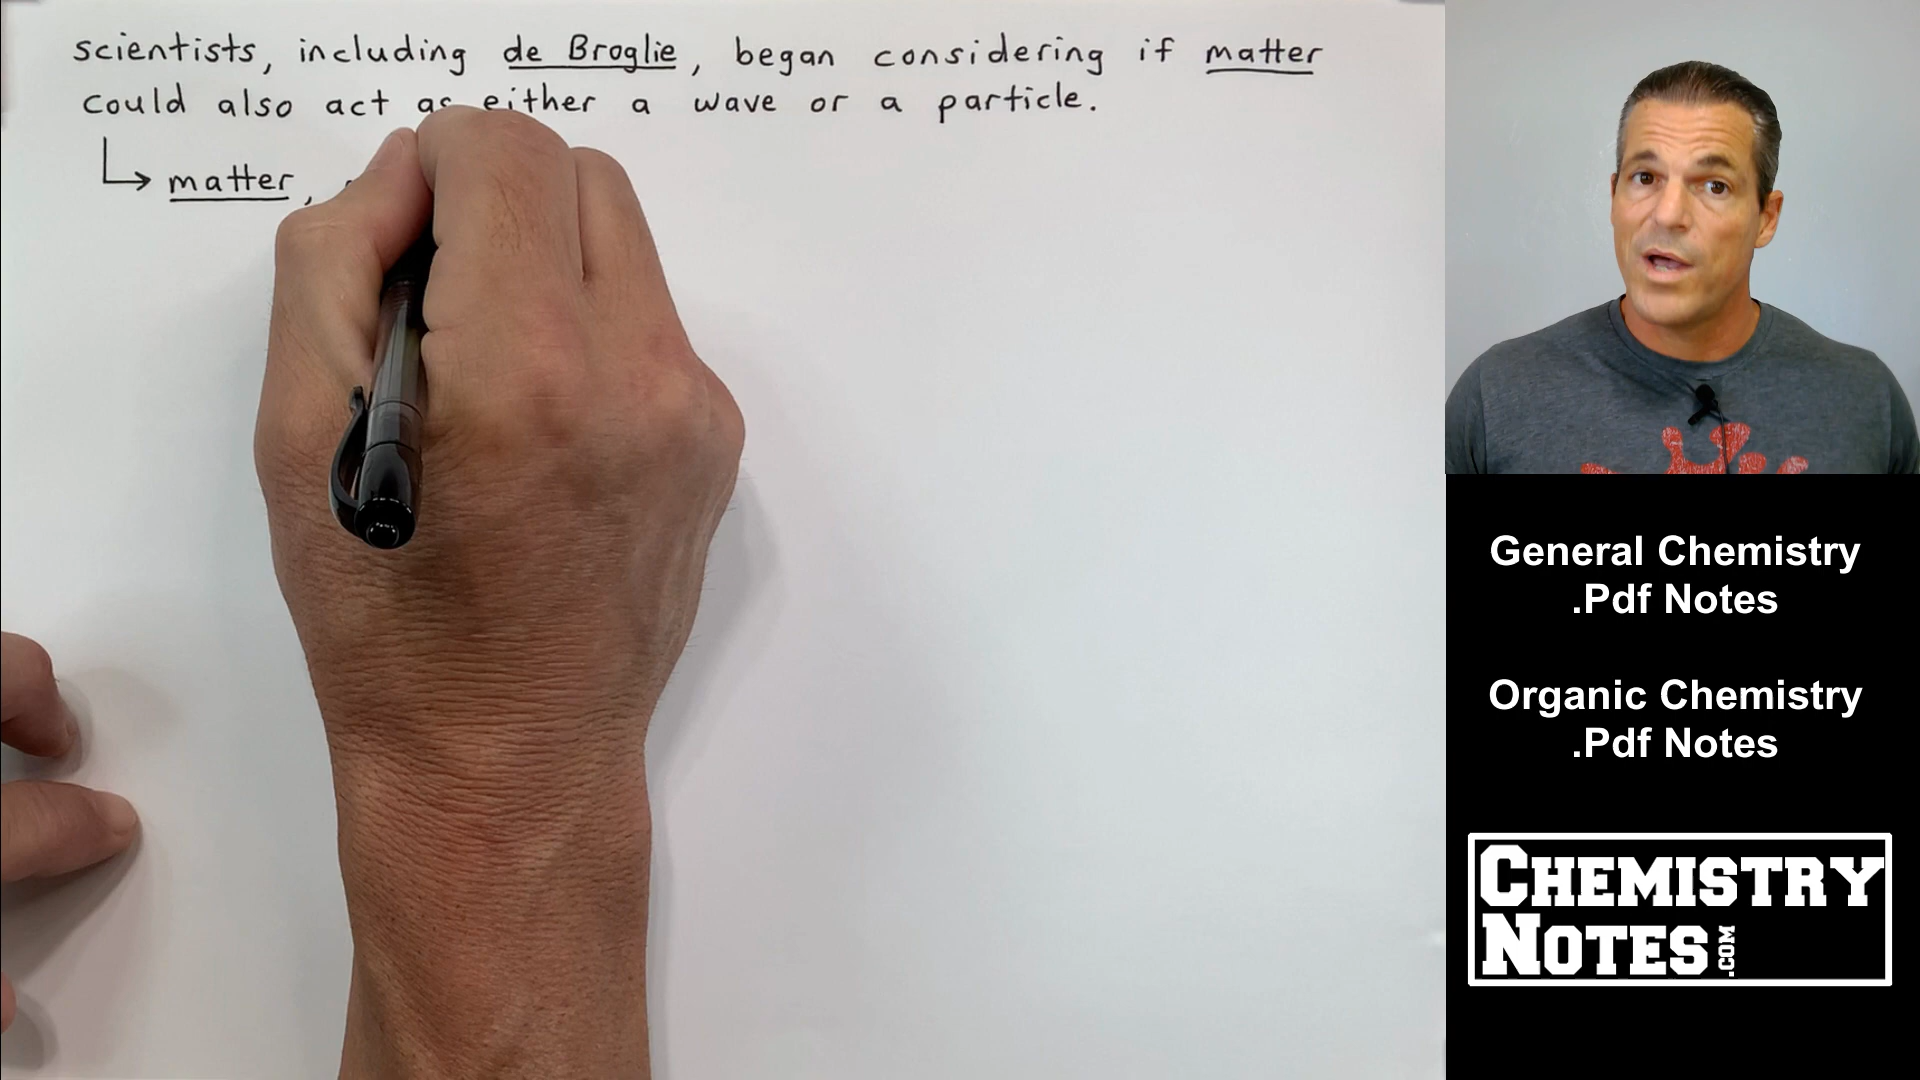 scientists, including de Broglie, began considering if matter
could also act as either a wave or a particle.
matter,
General Chemistry
.Pdf Notes
Organic Chemistry
.Pdf Notes
CHEMISTRY
NOTES.COM